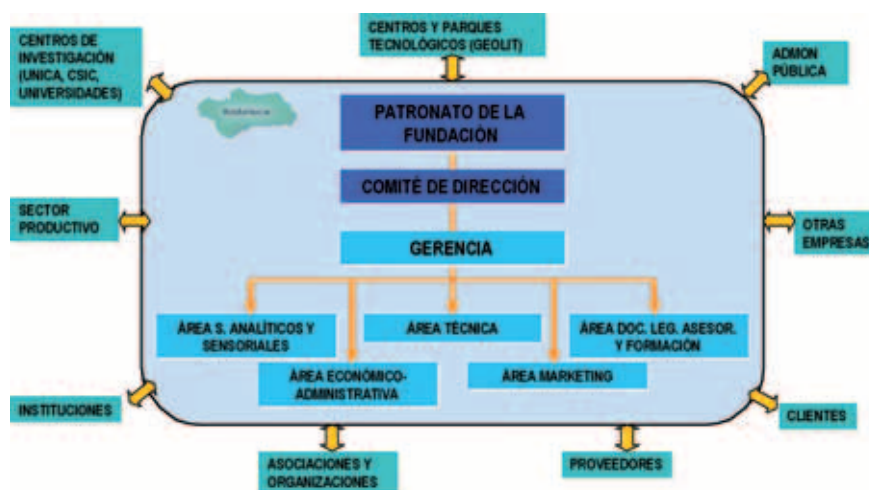 CENTROS DE
INVESTIGACIÓN
(UNICA, CSIC,
UNIVERSIDADES)
CENTROS Y PARQUES
TECNOLÓGICOS (GEOLIT)
ADMON
PÚBLICA
PATRONATO DE LA
FUNDACIÓN
COMITÉ DE DIRECCIÓN
SECTOR
PRODUCTIVO
GERENCIA
OTRAS
EMPRESAS
ÁREA S. ANALÍTICOS Y
SENSORIALES
ÁREA TÉCNICA
ÁREA DOC. LEG. ASESOR.
Y FORMACIÓN
ÁREA ECONÓMICO-
ADMINISTRATIVA
ÁREA MARKETING
INSTITUCIONES
CLIENTES
ASOCIACIONES Y
ORGANIZACIONES
PROVEEDORES